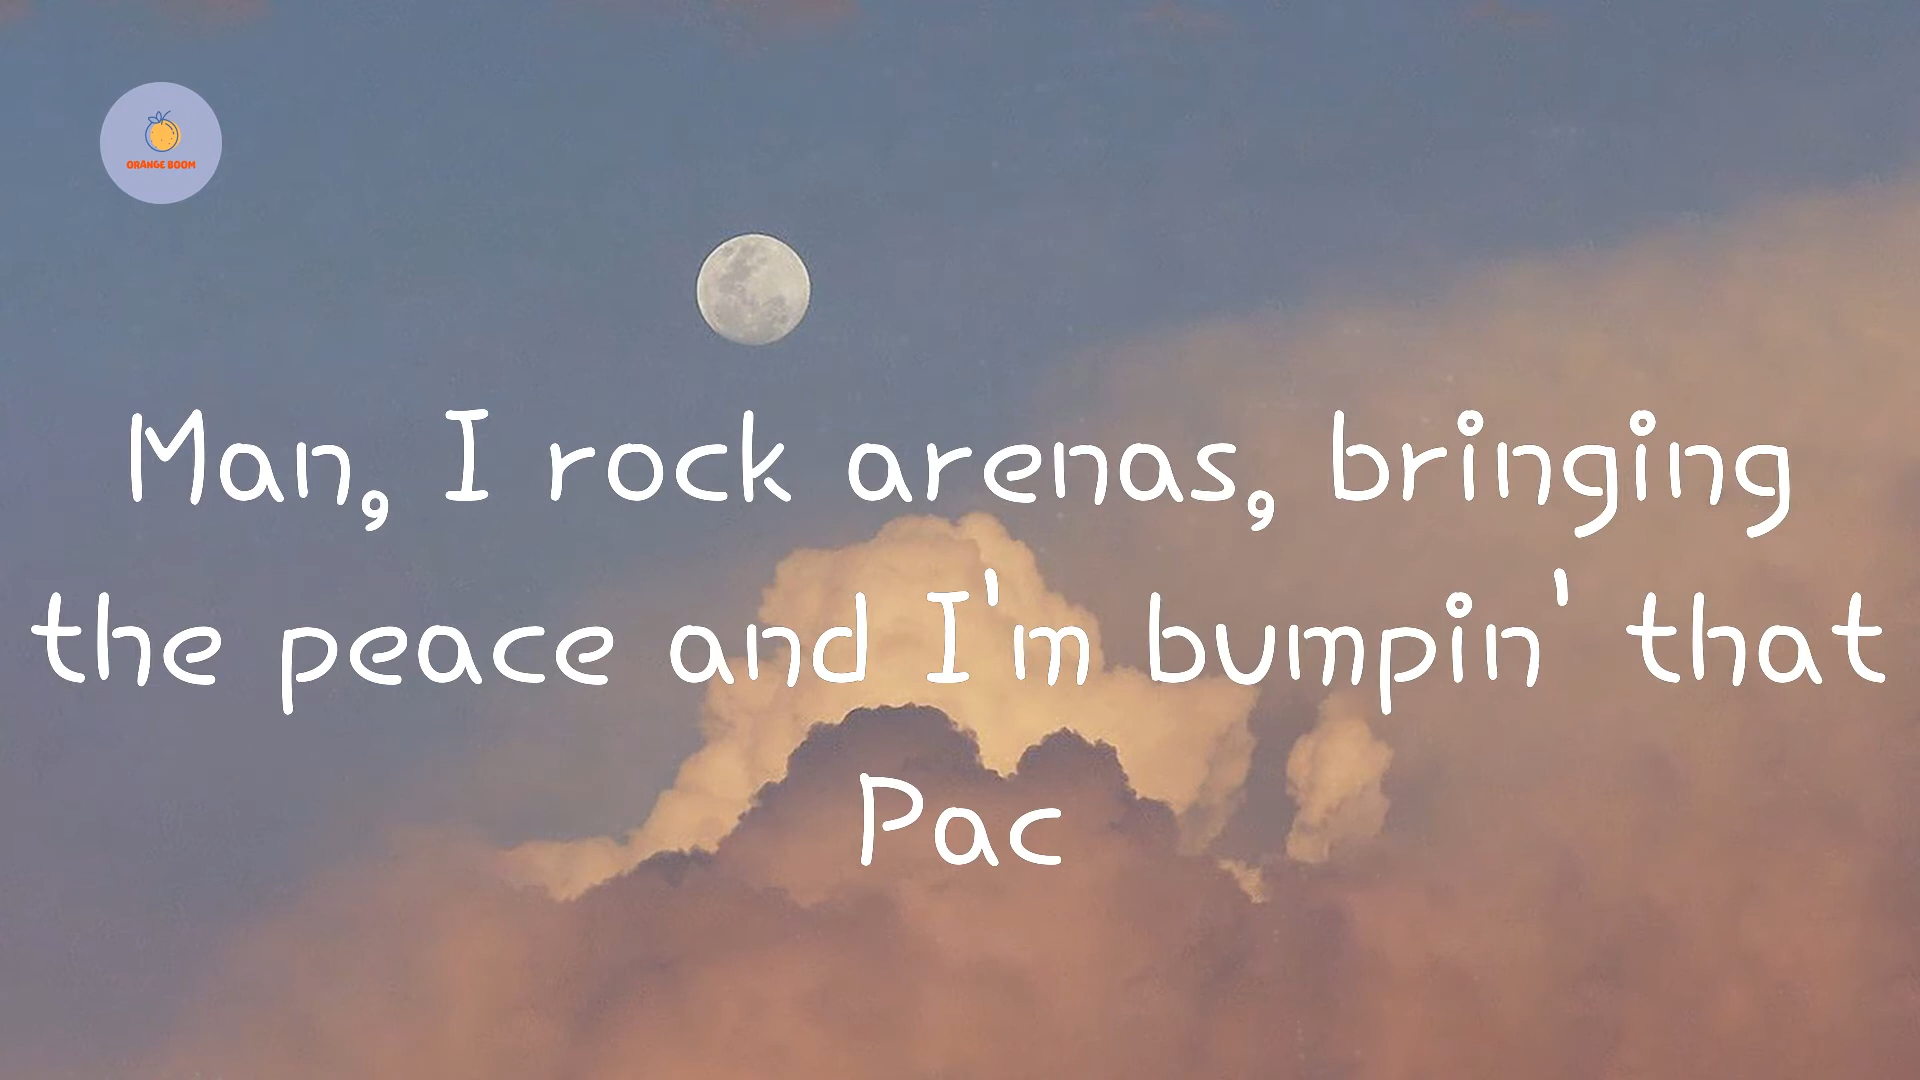 ORANGE BOOM
Man, I rock arenas, bringing
the peace and I'm bumpin' that
Pac